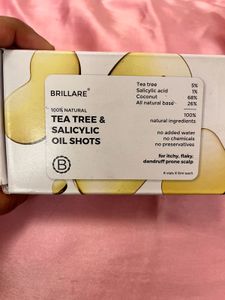 BRILLARE®
100% NATURAL
TEA TREE &
SALICYLIC
OIL SHOTS
B
Tea tree 5%
Salicylic acid 1%
Coconut 68%
All natural base 26%
100%
natural ingredients
no added water
no chemicals
no preservatives
for itchy, flaky,
dandruff prone scalp